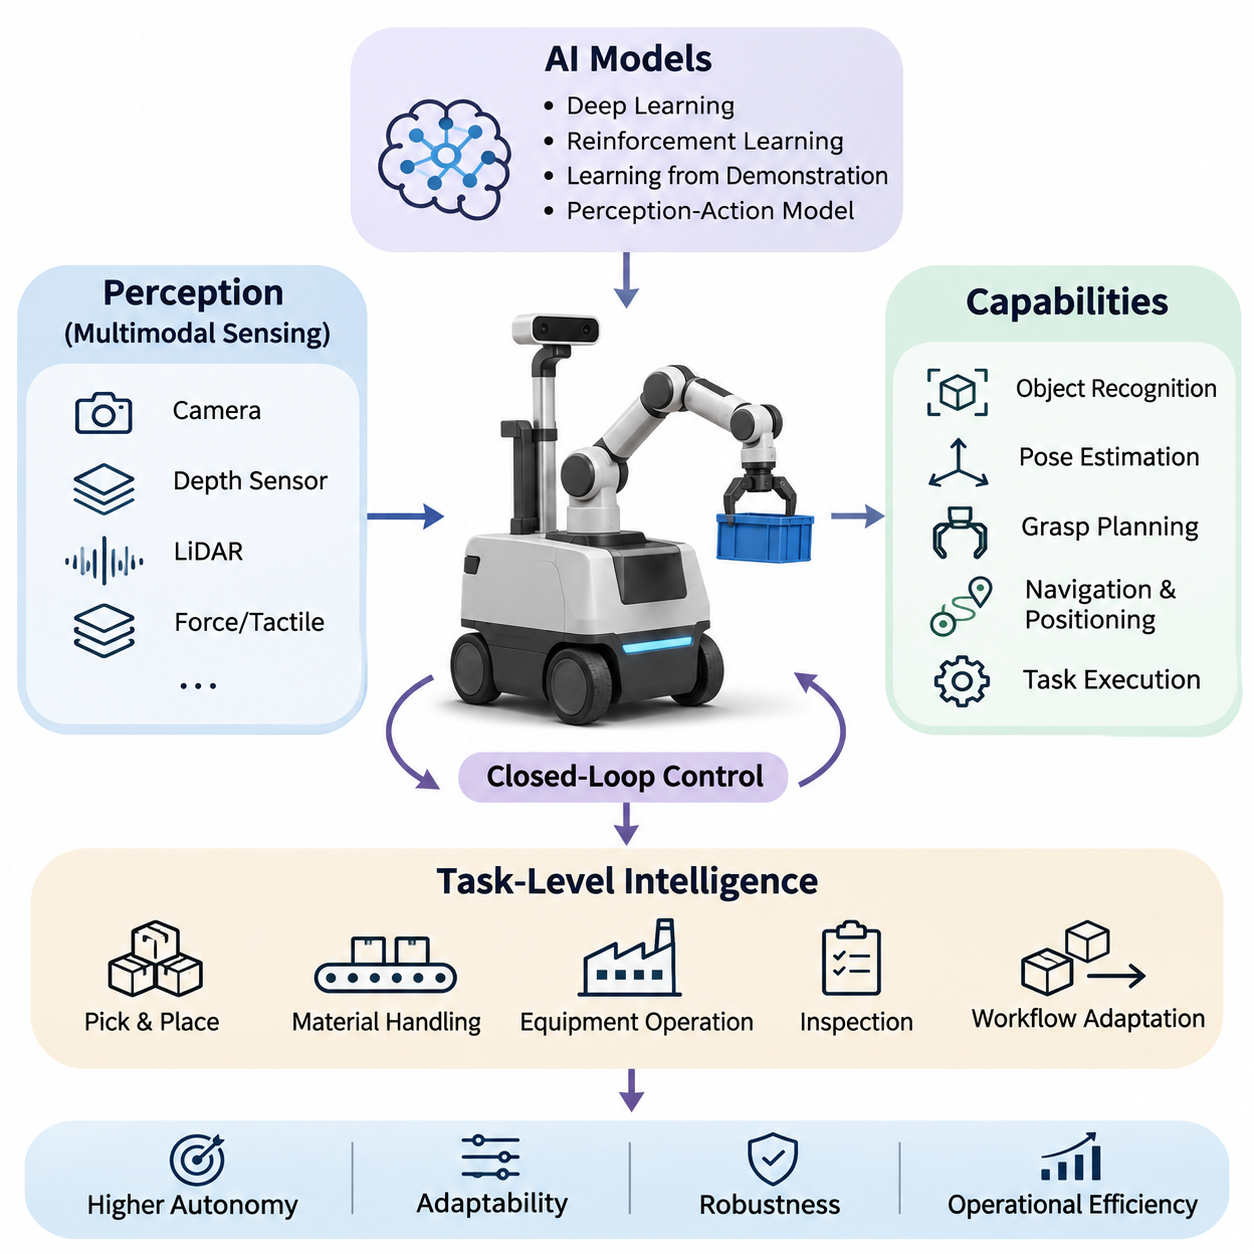 AI Models
• Deep Learning
• Reinforcement Learning
• Learning from Demonstration
• Perception-Action Model
Perception
(Multimodal Sensing)
Camera
Depth Sensor
LiDAR
Force/Tactile
...
Capabilities
Object Recognition
Pose Estimation
Grasp Planning
Navigation &
Positioning
Task Execution
Closed-Loop Control
Task-Level Intelligence
Pick & Place
Material Handling
Equipment Operation
Inspection
Workflow Adaptation
Higher Autonomy
Adaptability
Robustness
Operational Efficiency